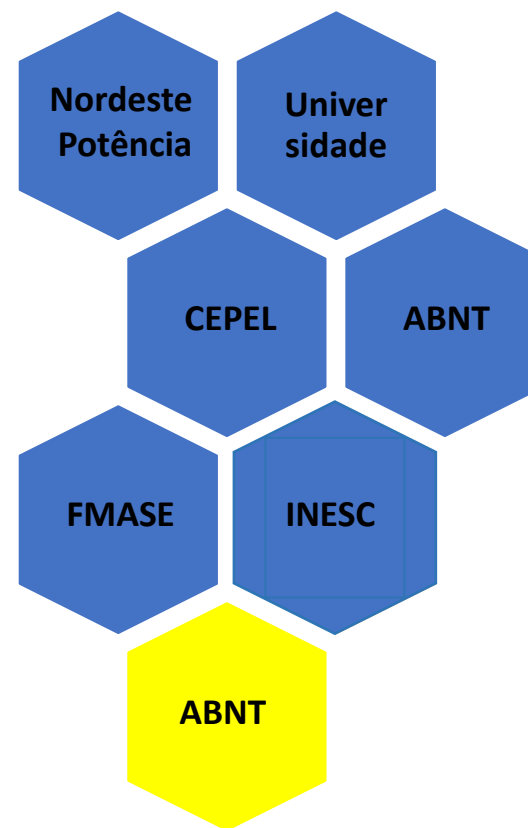 Nordeste
Potência
Univer
sidade
CEPEL
ABNT
FMASE
INESC
ABNT